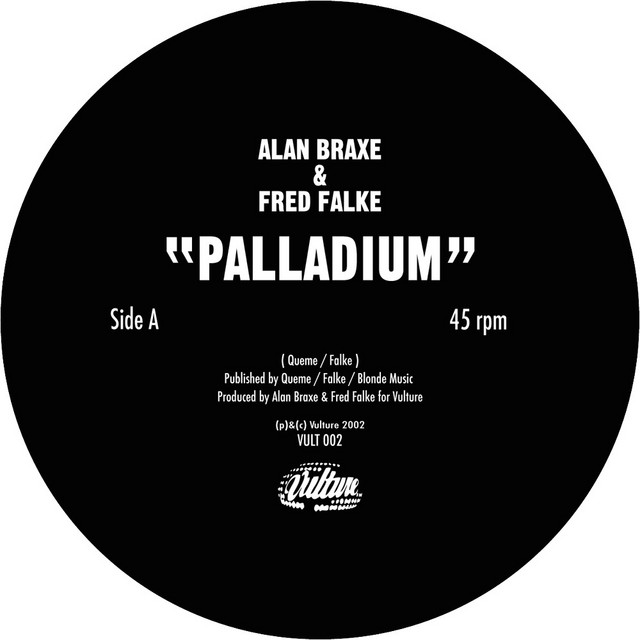 ALAN BRAXE
&
FRED FALKE
"PALLADIUM"
Side A 45 rpm
( Queme / Falke )
Published by Queme / Falke / Blonde Music
Produced by Alan Braxe & Fred Falke for Vulture
(p)&(c) Vulture 2002
VULT 002
Vulture